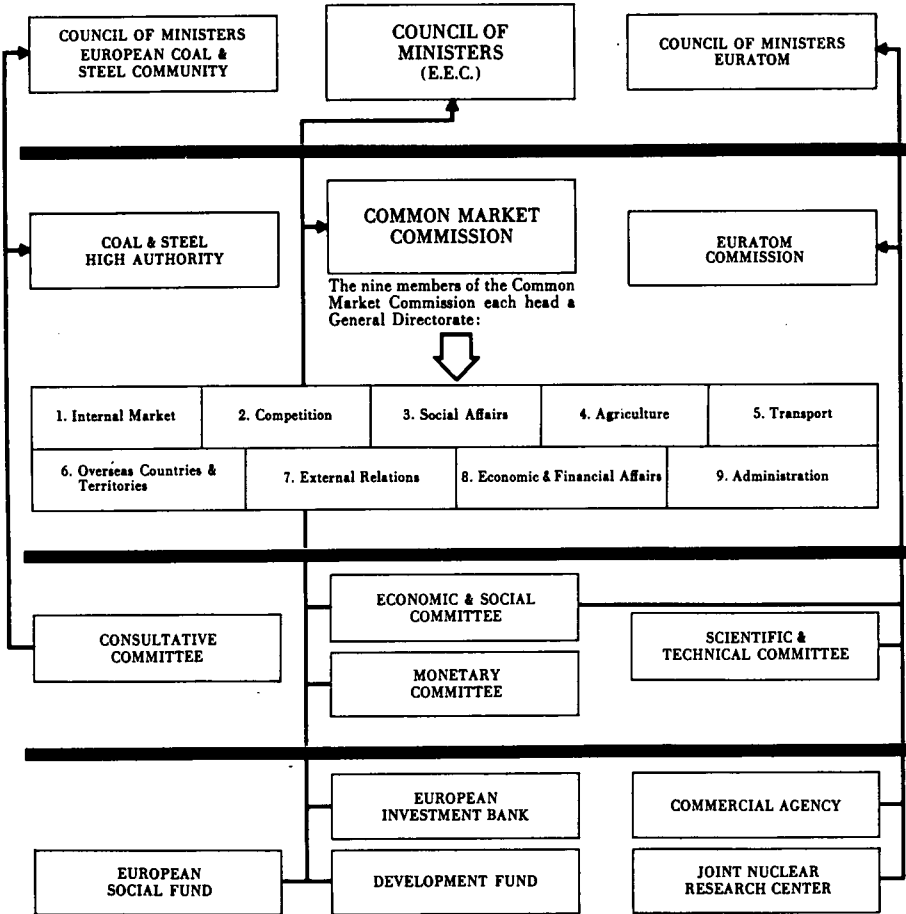 COUNCIL OF MINISTERS
EUROPEAN COAL &
STEEL COMMUNITY
COUNCIL OF
MINISTERS
(E.E.C.)
COUNCIL OF MINISTERS
EURATOM
COAL & STEEL
HIGH AUTHORITY
COMMON MARKET
COMMISSION
EURATOM
COMMISSION
The nine members of the Common
Market Commission each head a
General Directorate:
1. Internal Market
2. Competition
3. Social Affairs
4. Agriculture
5. Transport
6. Overseas Countries &
Territories
7. External Relations
8. Economic & Financial Affairs
9. Administration
CONSULTATIVE
COMMITTEE
ECONOMIC & SOCIAL
COMMITTEE
SCIENTIFIC &
TECHNICAL COMMITTEE
MONETARY
COMMITTEE
EUROPEAN
INVESTMENT BANK
COMMERCIAL AGENCY
EUROPEAN
SOCIAL FUND
DEVELOPMENT FUND
JOINT NUCLEAR
RESEARCH CENTER